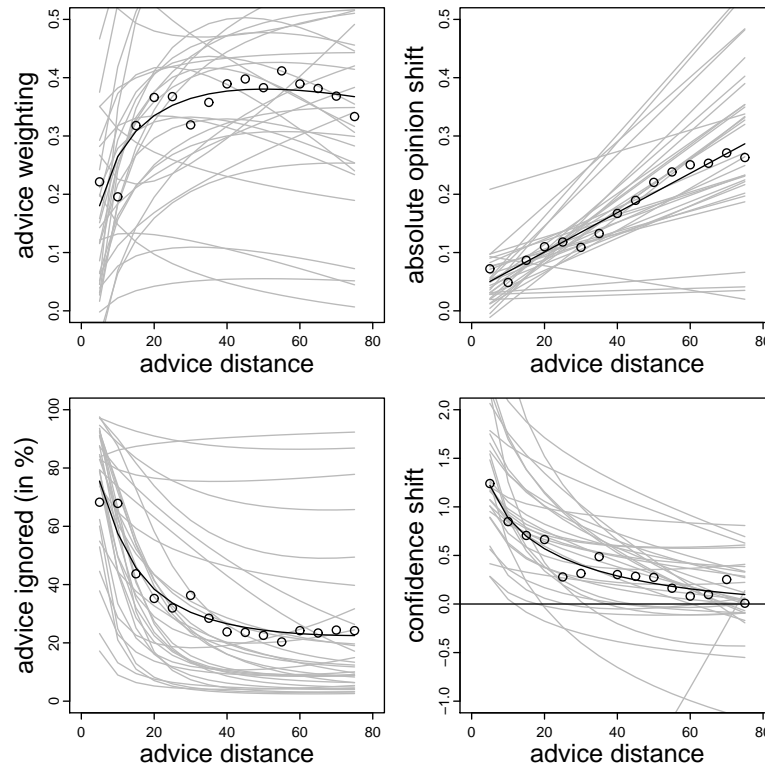 advice weighting
0.0 0.1 0.2 0.3 0.4 0.5
0 20 40 60 80
advice distance
absolute opinion shift
0.0 0.1 0.2 0.3 0.4 0.5
0 20 40 60 80
advice distance
advice ignored (in %)
0 20 40 60 80 100
0 20 40 60 80
advice distance
confidence shift
−1.0 −0.5 0.0 0.5 1.0 1.5 2.0
0 20 40 60 80
advice distance